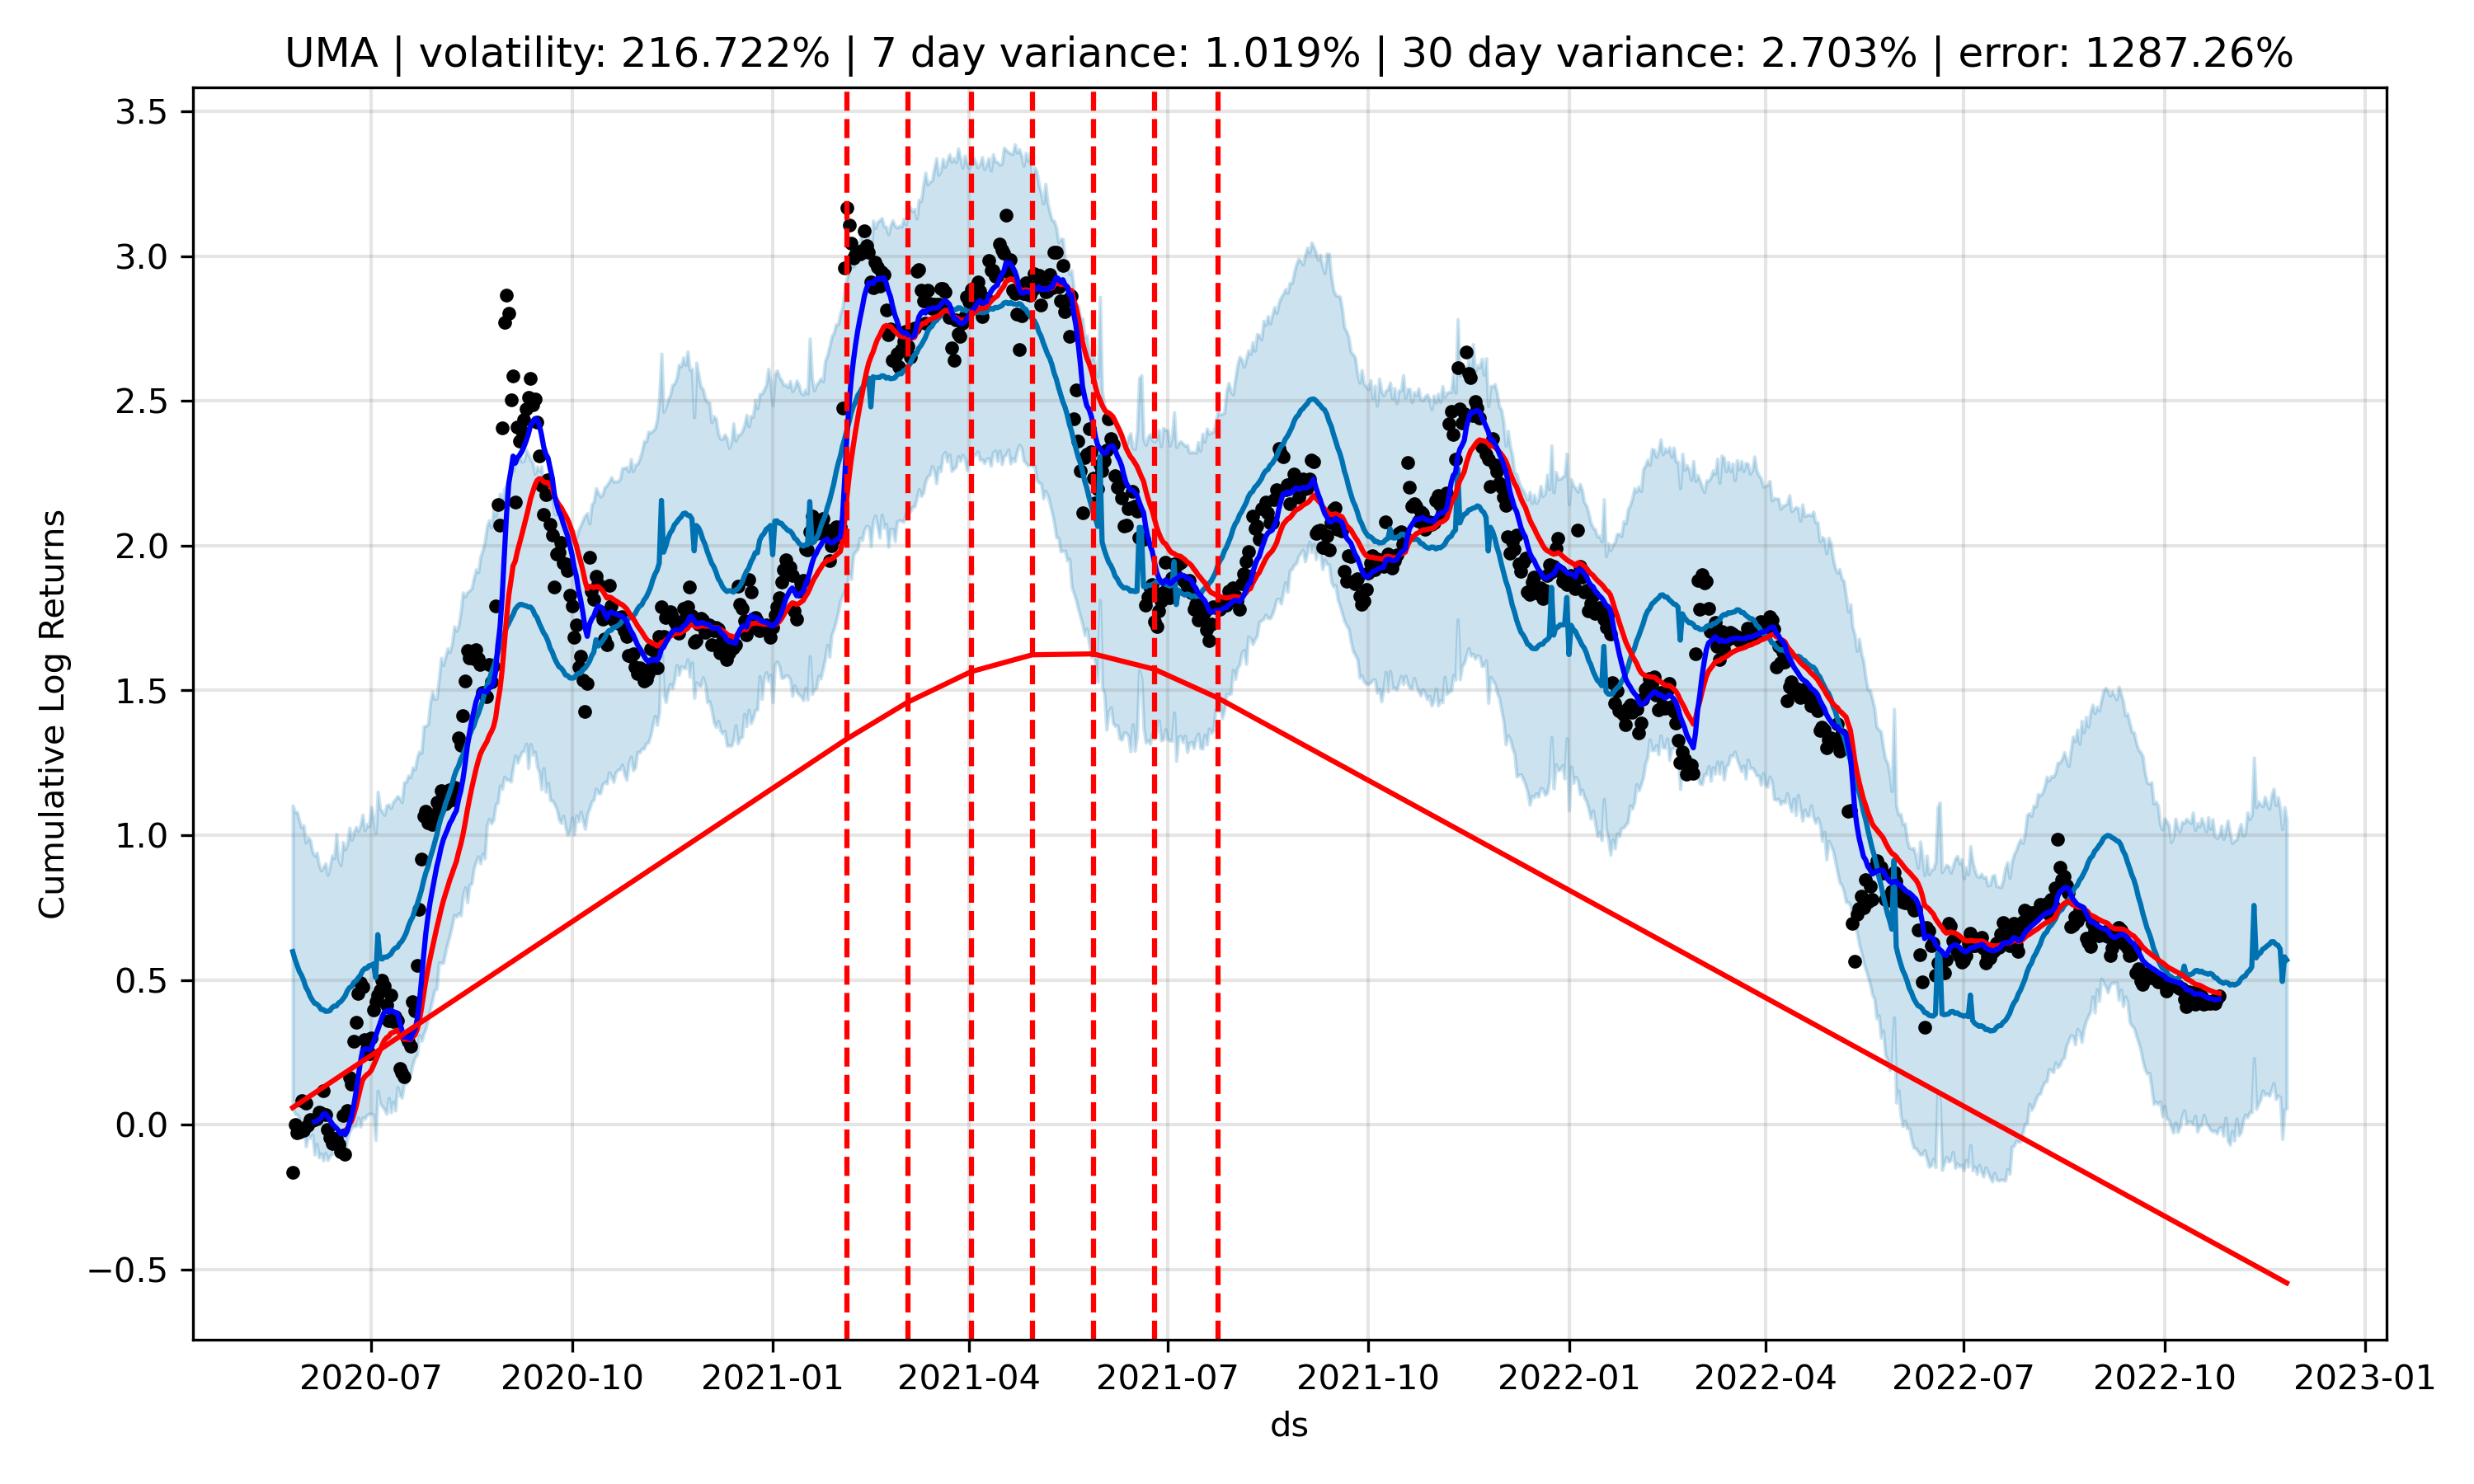 UMA | volatility: 216.722% | 7 day variance: 1.019% | 30 day variance: 2.703% | error: 1287.26%
3.5
3.0
2.5
2.0
1.5
1.0
0.5
0.0
−0.5
Cumulative Log Returns
2020-07 2020-10 2021-01 2021-04 2021-07 2021-10 2022-01 2022-04 2022-07 2022-10 2023-01
ds